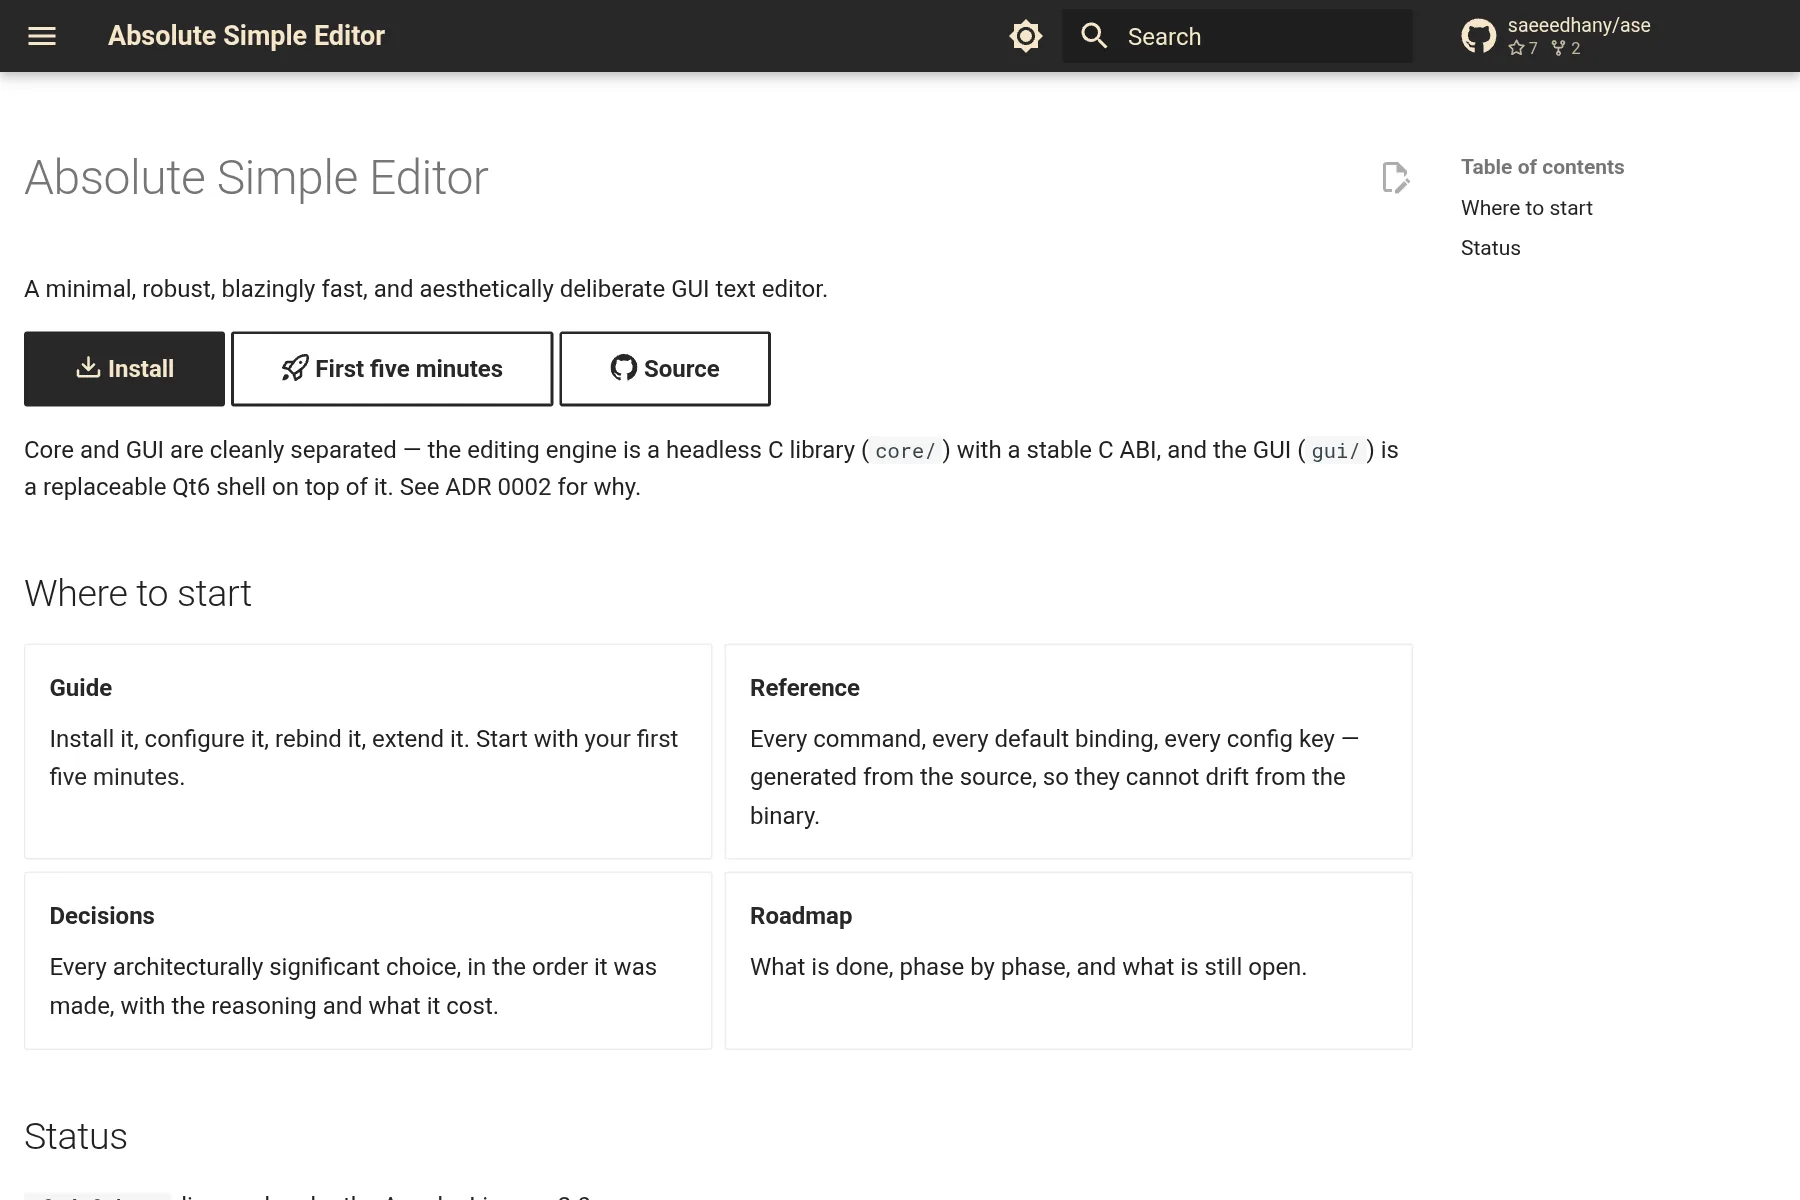 Absolute Simple Editor
Search
saeeedhany/ase
7 2
Absolute Simple Editor
Table of contents
Where to start
Status
A minimal, robust, blazingly fast, and aesthetically deliberate GUI text editor.
Install
First five minutes
Source
Core and GUI are cleanly separated — the editing engine is a headless C library ( core/ ) with a stable C ABI, and the GUI ( gui/ ) is
a replaceable Qt6 shell on top of it. See ADR 0002 for why.
Where to start
Guide
Install it, configure it, rebind it, extend it. Start with your first
five minutes.
Reference
Every command, every default binding, every config key —
generated from the source, so they cannot drift from the
binary.
Decisions
Every architecturally significant choice, in the order it was
made, with the reasoning and what it cost.
Roadmap
What is done, phase by phase, and what is still open.
Status